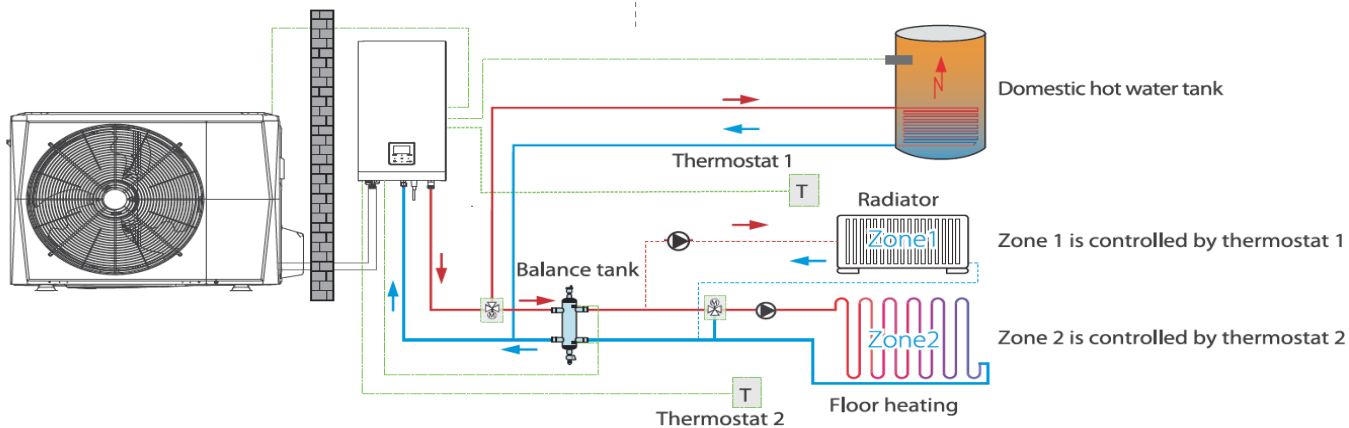 Domestic hot water tank
Thermostat 1
T
Radiator
Zone1
Zone 1 is controlled by thermostat 1
Balance tank
M
M
Zone2
Zone 2 is controlled by thermostat 2
T
Thermostat 2
Floor heating